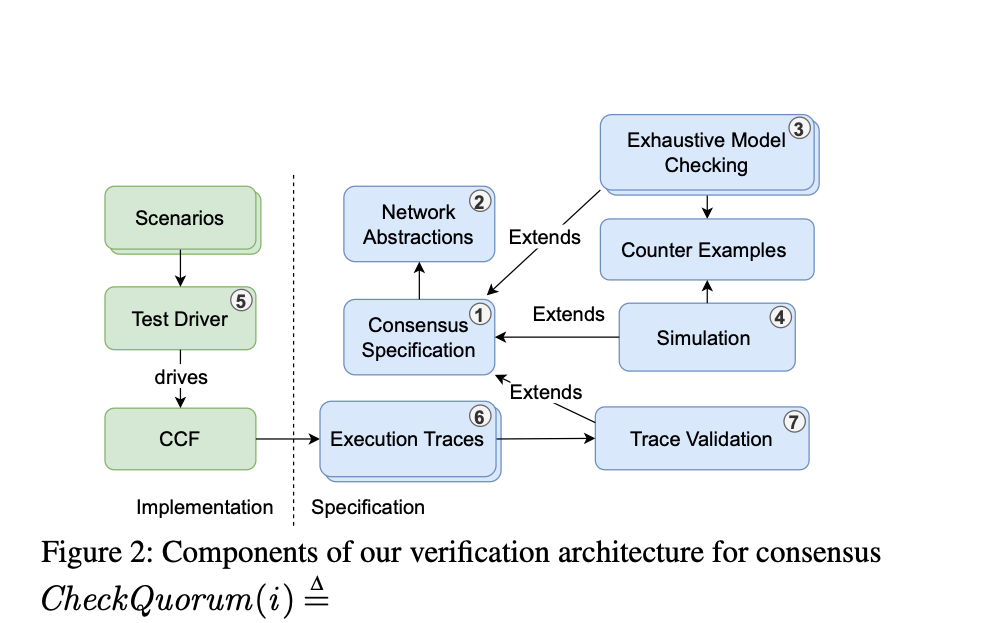 Exhaustive Model
Checking
3
Scenarios
Network
Abstractions
2
Extends
Counter Examples
Test Driver
5
Consensus
Specification
1
Extends
Simulation
4
drives
Extends
CCF
Execution Traces
6
Trace Validation
7
Implementation
Specification
Figure 2: Components of our verification architecture for consensus
CheckQuorum(i) ≜